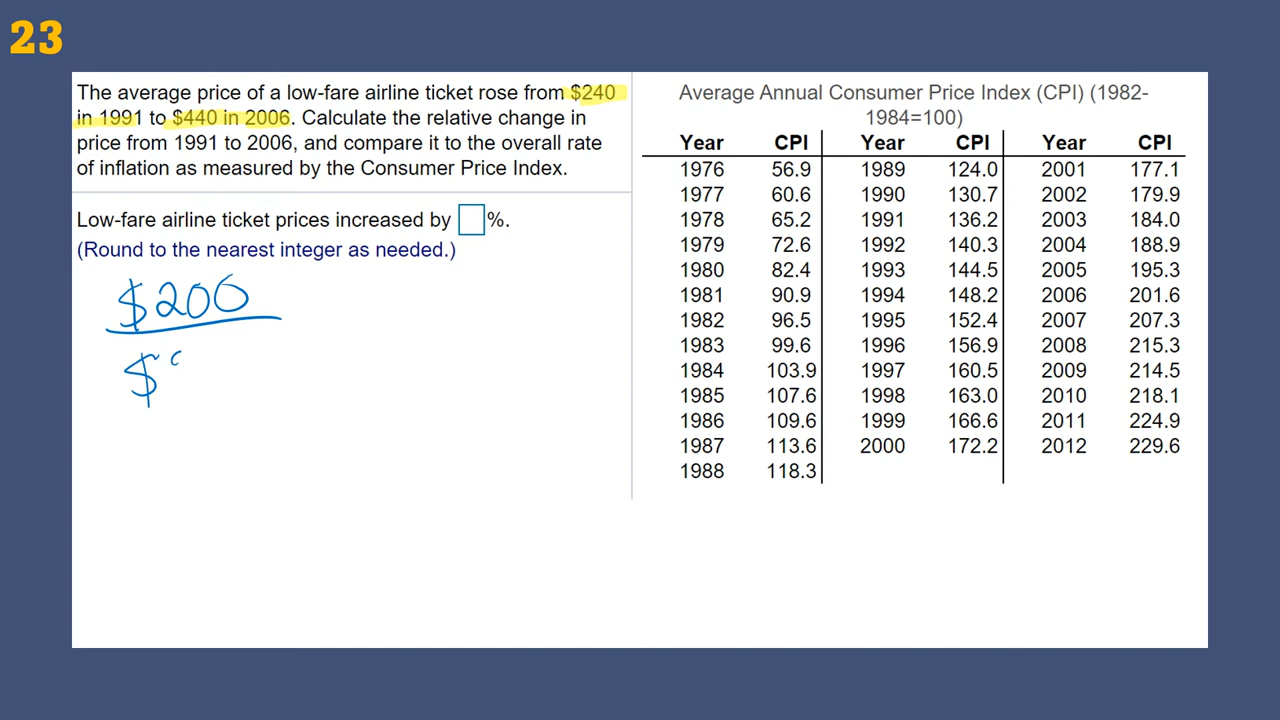 23
The average price of a low-fare airline ticket rose from $240
in 1991 to $440 in 2006. Calculate the relative change in
price from 1991 to 2006, and compare it to the overall rate
of inflation as measured by the Consumer Price Index.
Low-fare airline ticket prices increased by %.
(Round to the nearest integer as needed.)
$200
$
Average Annual Consumer Price Index (CPI) (1982-
1984=100)
Year CPI Year CPI Year CPI
1976 56.9 1989 124.0 2001 177.1
1977 60.6 1990 130.7 2002 179.9
1978 65.2 1991 136.2 2003 184.0
1979 72.6 1992 140.3 2004 188.9
1980 82.4 1993 144.5 2005 195.3
1981 90.9 1994 148.2 2006 201.6
1982 96.5 1995 152.4 2007 207.3
1983 99.6 1996 156.9 2008 215.3
1984 103.9 1997 160.5 2009 214.5
1985 107.6 1998 163.0 2010 218.1
1986 109.6 1999 166.6 2011 224.9
1987 113.6 2000 172.2 2012 229.6
1988 118.3